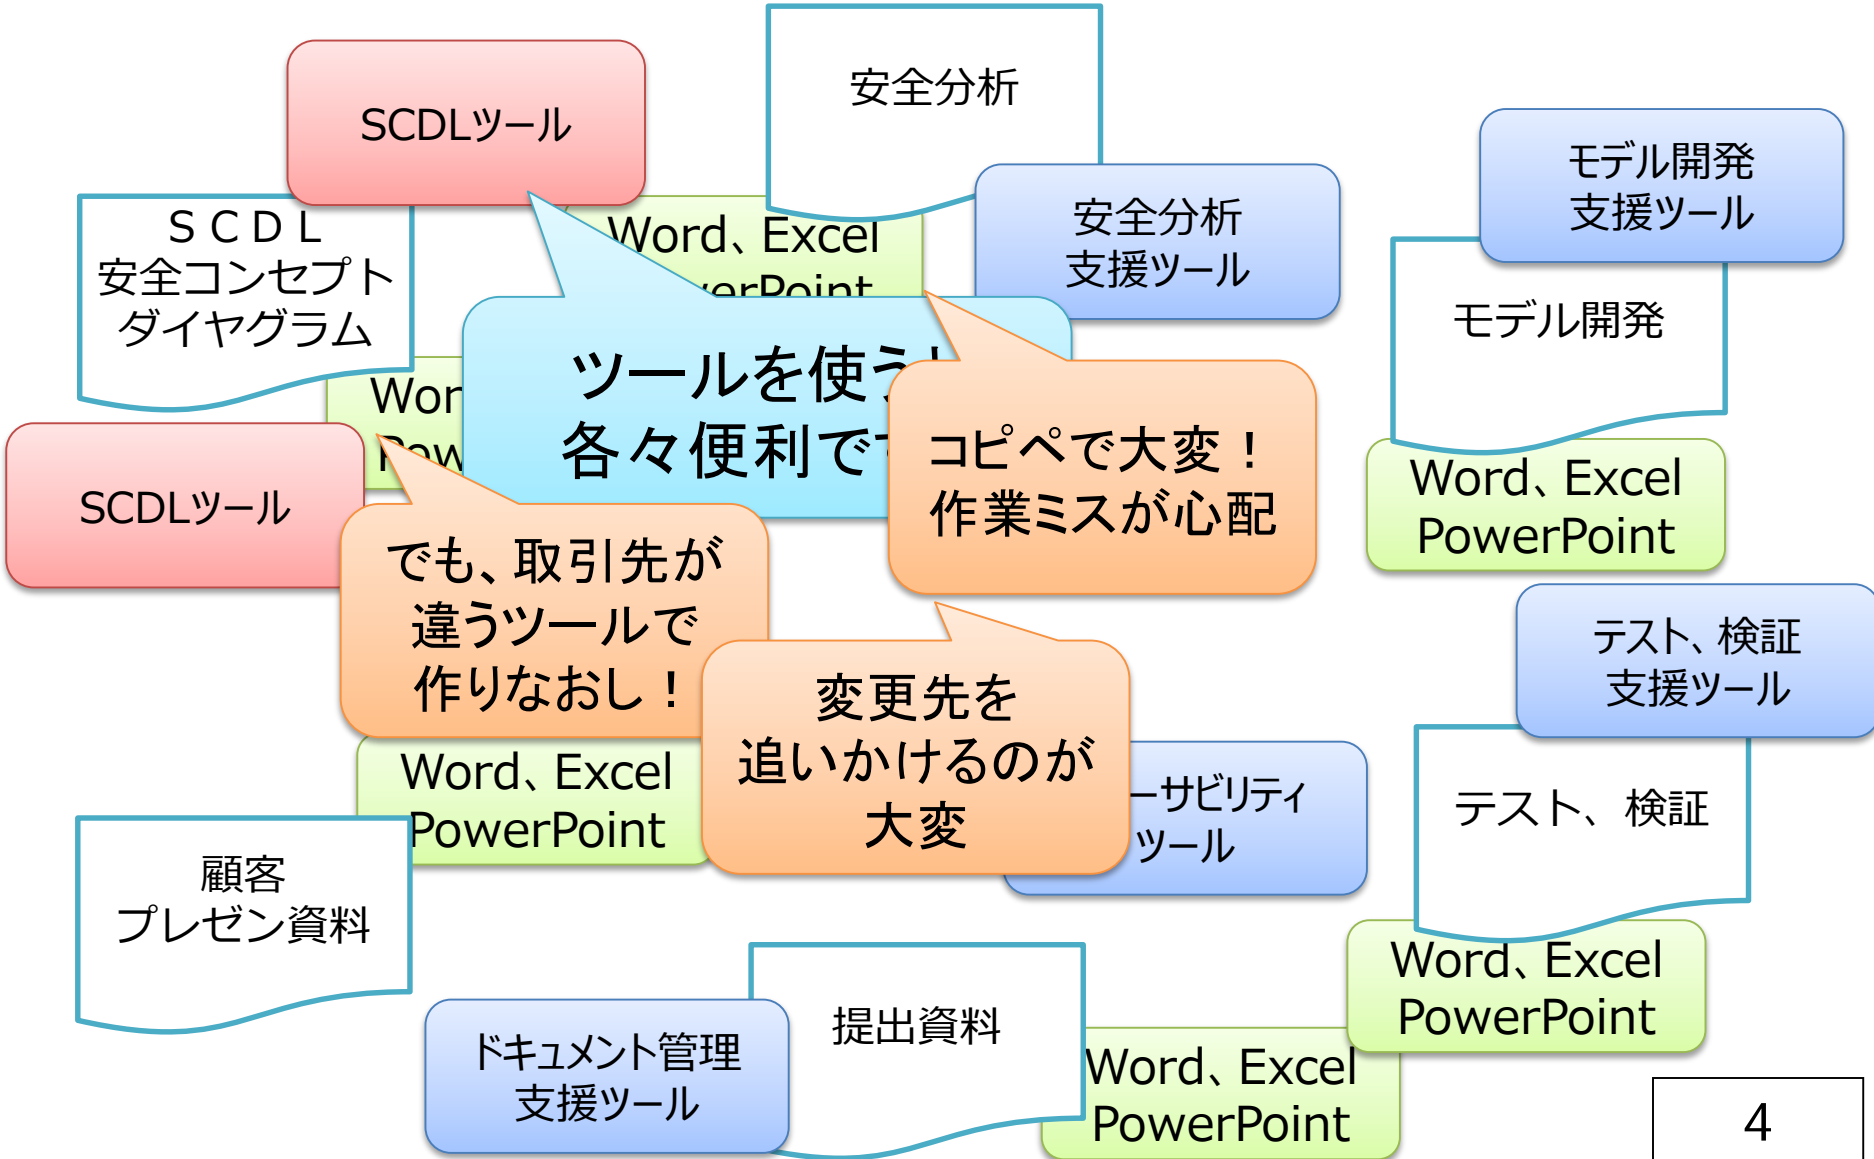 SCDLツール
安全分析
モデル開発
支援ツール
ＳＣＤＬ
安全コンセプト
ダイヤグラム
Word、Excel
安全分析
支援ツール
モデル開発
ツールを使う
各々便利で
コピペで大変！
作業ミスが心配
Word、Excel
PowerPoint
SCDLツール
でも、取引先が
違うツールで
作りなおし！
テスト、検証
支援ツール
変更先を
追いかけるのが
大変
Word、Excel
PowerPoint
ーサビリティ
ツール
テスト、検証
顧客
プレゼン資料
Word、Excel
PowerPoint
提出資料
ドキュメント管理
支援ツール
Word、Excel
PowerPoint
4